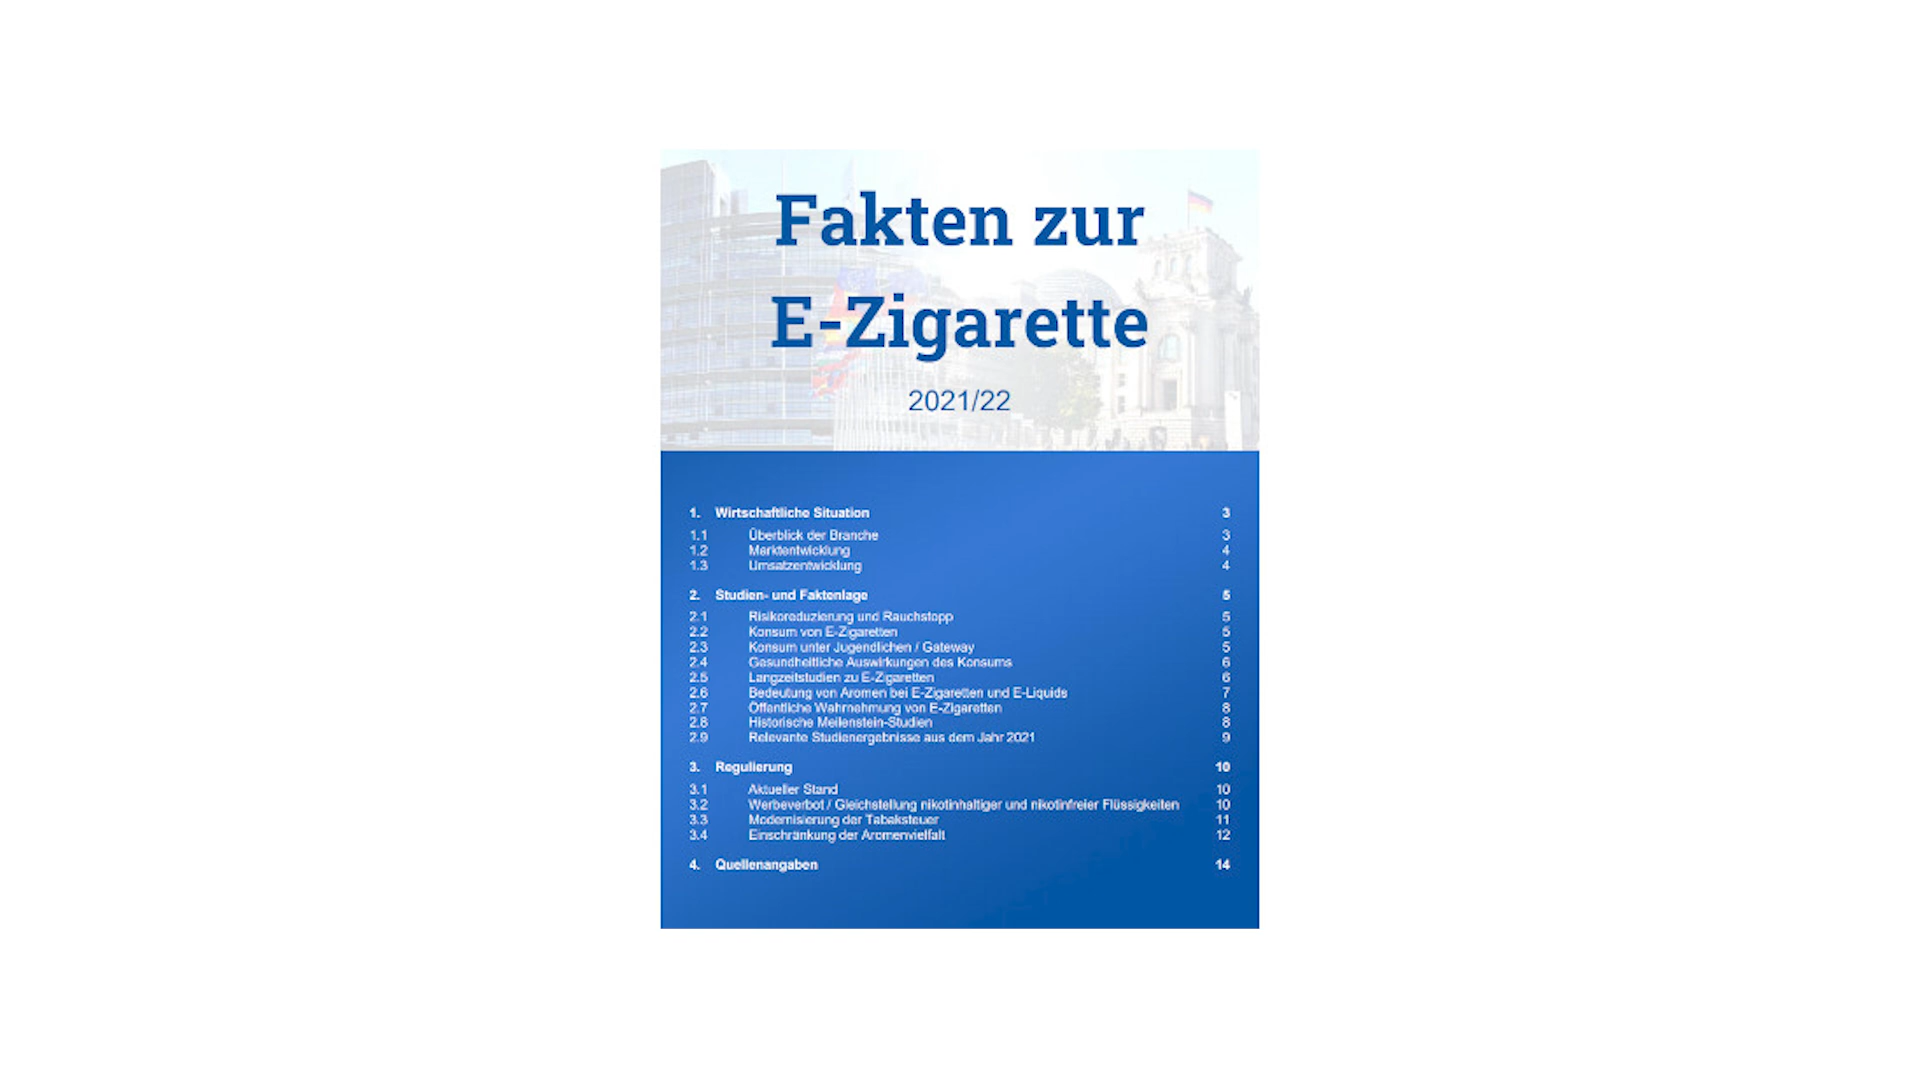 Fakten zur
E-Zigarette
2021/22
1. Wirtschaftliche Situation 3
1.1 Überblick der Branche 3
1.2 Marktentwicklung 4
1.3 Umsatzentwicklung 4
2. Studien- und Faktenlage 5
2.1 Risikoreduzierung und Rauchstopp 5
2.2 Konsum von E-Zigaretten 5
2.3 Konsum unter Jugendlichen / Gateway 5
2.4 Gesundheitliche Auswirkungen des Konsums 6
2.5 Langzeitstudien zu E-Zigaretten 6
2.6 Bedeutung von Aromen bei E-Zigaretten und E-Liquids 7
2.7 Öffentliche Wahrnehmung von E-Zigaretten 8
2.8 Historische Meilenstein-Studien 8
2.9 Relevante Studienergebnisse aus dem Jahr 2021 9
3. Regulierung 10
3.1 Aktueller Stand 10
3.2 Werbeverbot / Gleichstellung nikotinhaltiger und nikotinfreier Flüssigkeiten 10
3.3 Modernisierung der Tabaksteuer 11
3.4 Einschränkung der Aromenvielfalt 12
4. Quellenangaben 14